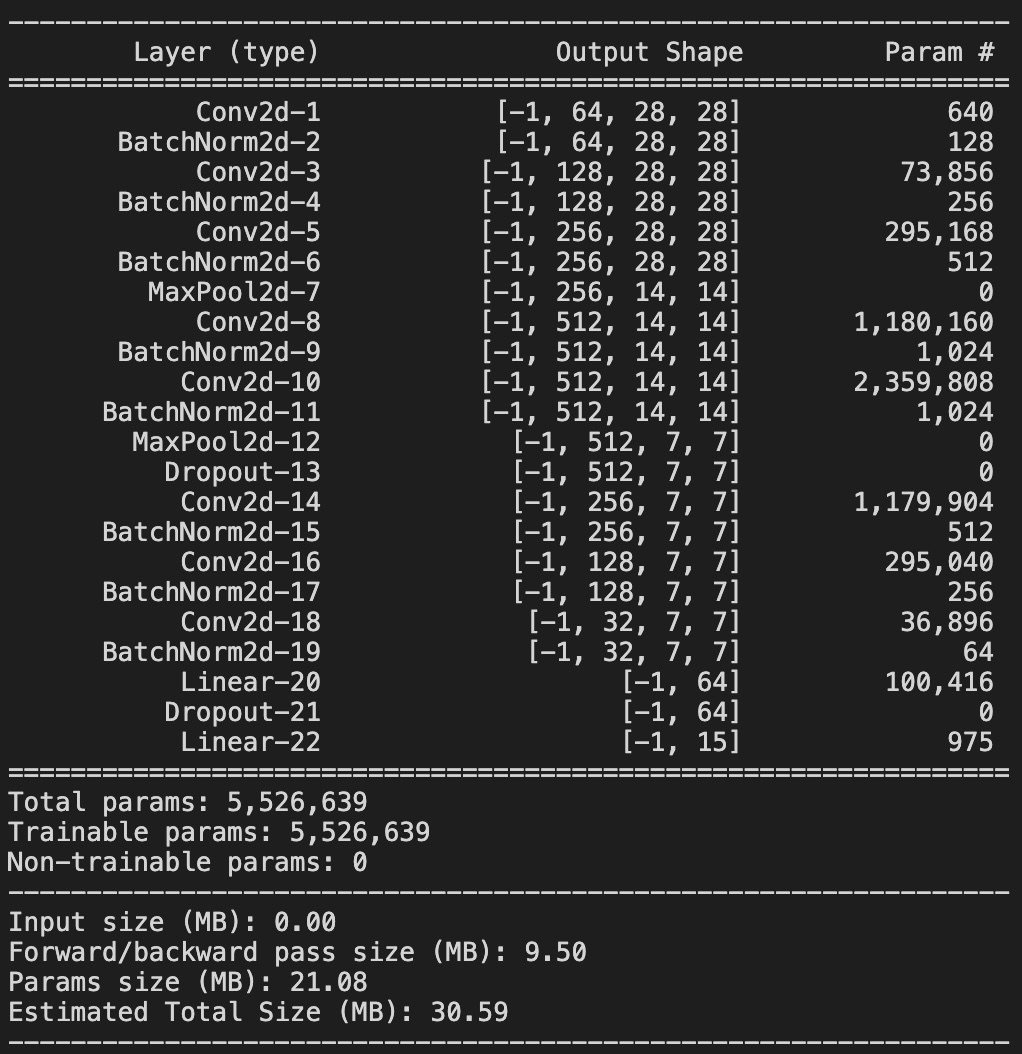 ----------------------------------------------------------------
Layer (type) Output Shape Param #
================================================================
Conv2d-1 [-1, 64, 28, 28] 640
BatchNorm2d-2 [-1, 64, 28, 28] 128
Conv2d-3 [-1, 128, 28, 28] 73,856
BatchNorm2d-4 [-1, 128, 28, 28] 256
Conv2d-5 [-1, 256, 28, 28] 295,168
BatchNorm2d-6 [-1, 256, 28, 28] 512
MaxPool2d-7 [-1, 256, 14, 14] 0
Conv2d-8 [-1, 512, 14, 14] 1,180,160
BatchNorm2d-9 [-1, 512, 14, 14] 1,024
Conv2d-10 [-1, 512, 14, 14] 2,359,808
BatchNorm2d-11 [-1, 512, 14, 14] 1,024
MaxPool2d-12 [-1, 512, 7, 7] 0
Dropout-13 [-1, 512, 7, 7] 0
Conv2d-14 [-1, 256, 7, 7] 1,179,904
BatchNorm2d-15 [-1, 256, 7, 7] 512
Conv2d-16 [-1, 128, 7, 7] 295,040
BatchNorm2d-17 [-1, 128, 7, 7] 256
Conv2d-18 [-1, 32, 7, 7] 36,896
BatchNorm2d-19 [-1, 32, 7, 7] 64
Linear-20 [-1, 64] 100,416
Dropout-21 [-1, 64] 0
Linear-22 [-1, 15] 975
================================================================
Total params: 5,526,639
Trainable params: 5,526,639
Non-trainable params: 0
----------------------------------------------------------------
Input size (MB): 0.00
Forward/backward pass size (MB): 9.50
Params size (MB): 21.08
Estimated Total Size (MB): 30.59
----------------------------------------------------------------